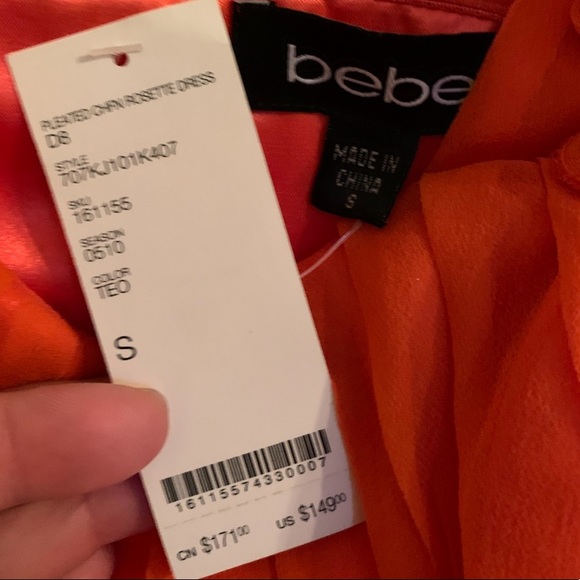 bebe
MADE IN
CHINA
S
PLEATED CHFN ROSETTE DRESS
D8
STYLE
707KJ101K407
SKU
161155
SEASON
0510
COLOR
TEO
S
16115574330007
CN $171.00 US $149.00